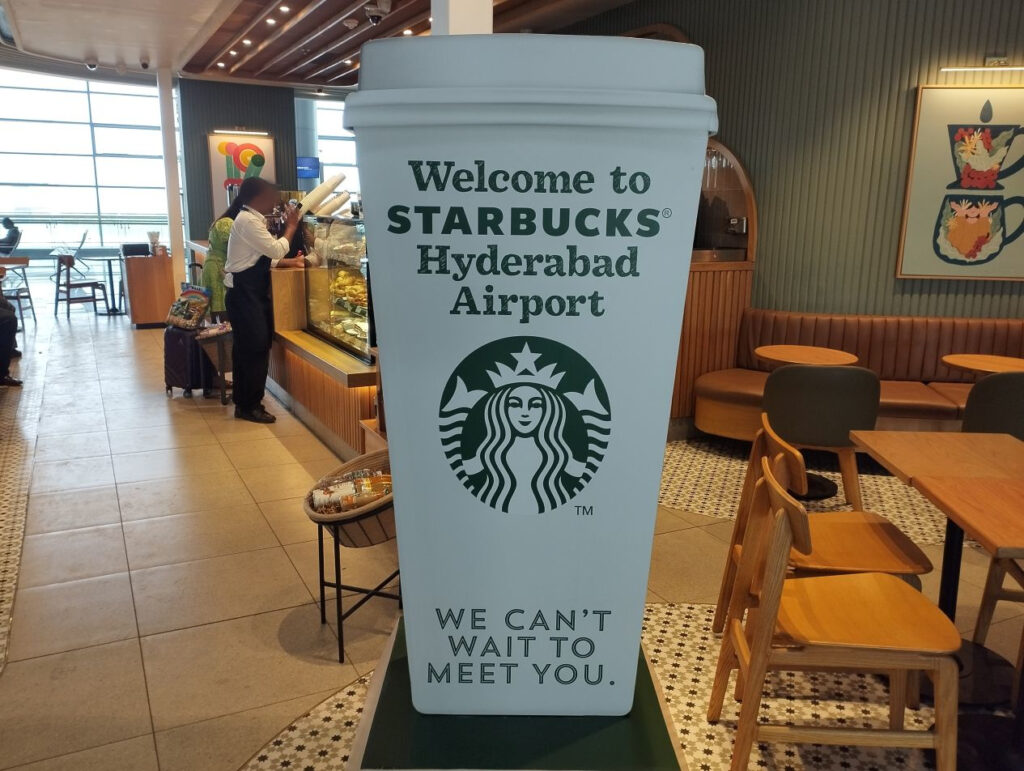 Welcome to
STARBUCKS®
Hyderabad
Airport
TM
WE CAN'T
WAIT TO
MEET YOU.